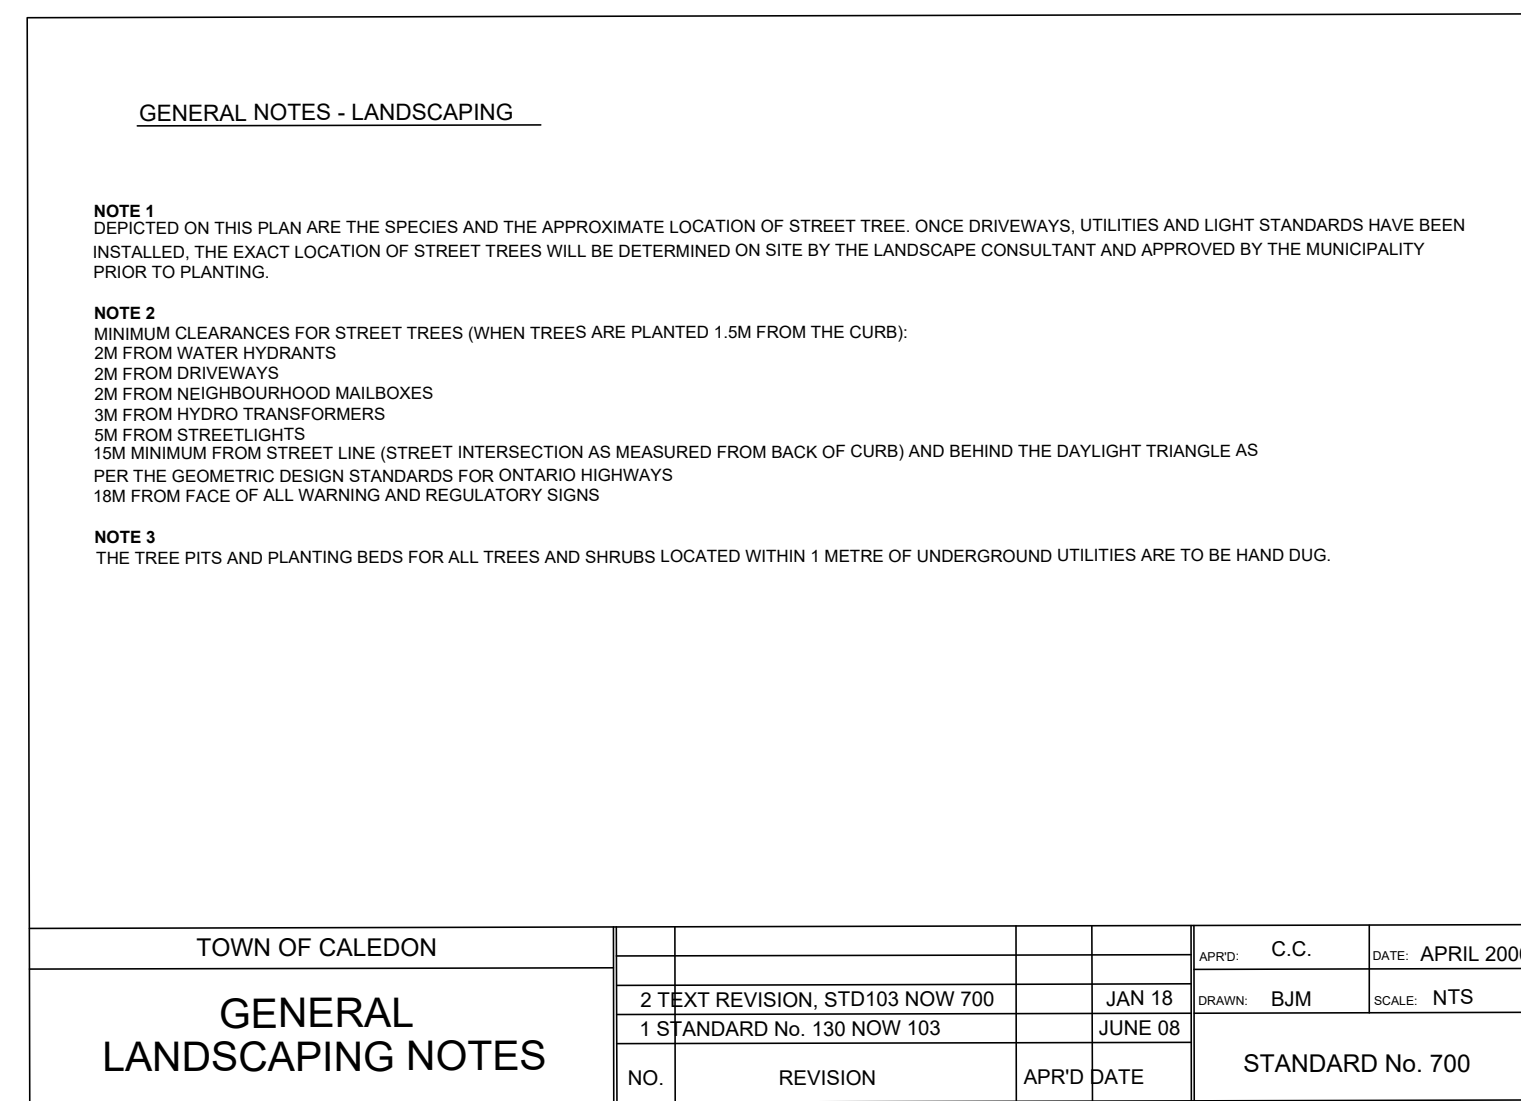 GENERAL NOTES - LANDSCAPING
NOTE 1
DEPICTED ON THIS PLAN ARE THE SPECIES AND THE APPROXIMATE LOCATION OF STREET TREE. ONCE DRIVEWAYS, UTILITIES AND LIGHT STANDARDS HAVE BEEN
INSTALLED, THE EXACT LOCATION OF STREET TREES WILL BE DETERMINED ON SITE BY THE LANDSCAPE CONSULTANT AND APPROVED BY THE MUNICIPALITY
PRIOR TO PLANTING.
NOTE 2
MINIMUM CLEARANCES FOR STREET TREES (WHEN TREES ARE PLANTED 1.5M FROM THE CURB):
2M FROM WATER HYDRANTS
2M FROM DRIVEWAYS
2M FROM NEIGHBOURHOOD MAILBOXES
3M FROM HYDRO TRANSFORMERS
5M FROM STREETLIGHTS
15M MINIMUM FROM STREET LINE (STREET INTERSECTION AS MEASURED FROM BACK OF CURB) AND BEHIND THE DAYLIGHT TRIANGLE AS
PER THE GEOMETRIC DESIGN STANDARDS FOR ONTARIO HIGHWAYS
18M FROM FACE OF ALL WARNING AND REGULATORY SIGNS
NOTE 3
THE TREE PITS AND PLANTING BEDS FOR ALL TREES AND SHRUBS LOCATED WITHIN 1 METRE OF UNDERGROUND UTILITIES ARE TO BE HAND DUG.
TOWN OF CALEDON
GENERAL
LANDSCAPING NOTES
2 TEXT REVISION, STD103 NOW 700 JAN 18
1 STANDARD No. 130 NOW 103 JUNE 08
NO. REVISION APR'D DATE
APR'D: C.C. DATE: APRIL
DRAWN: BJM SCALE: NTS
STANDARD No. 700